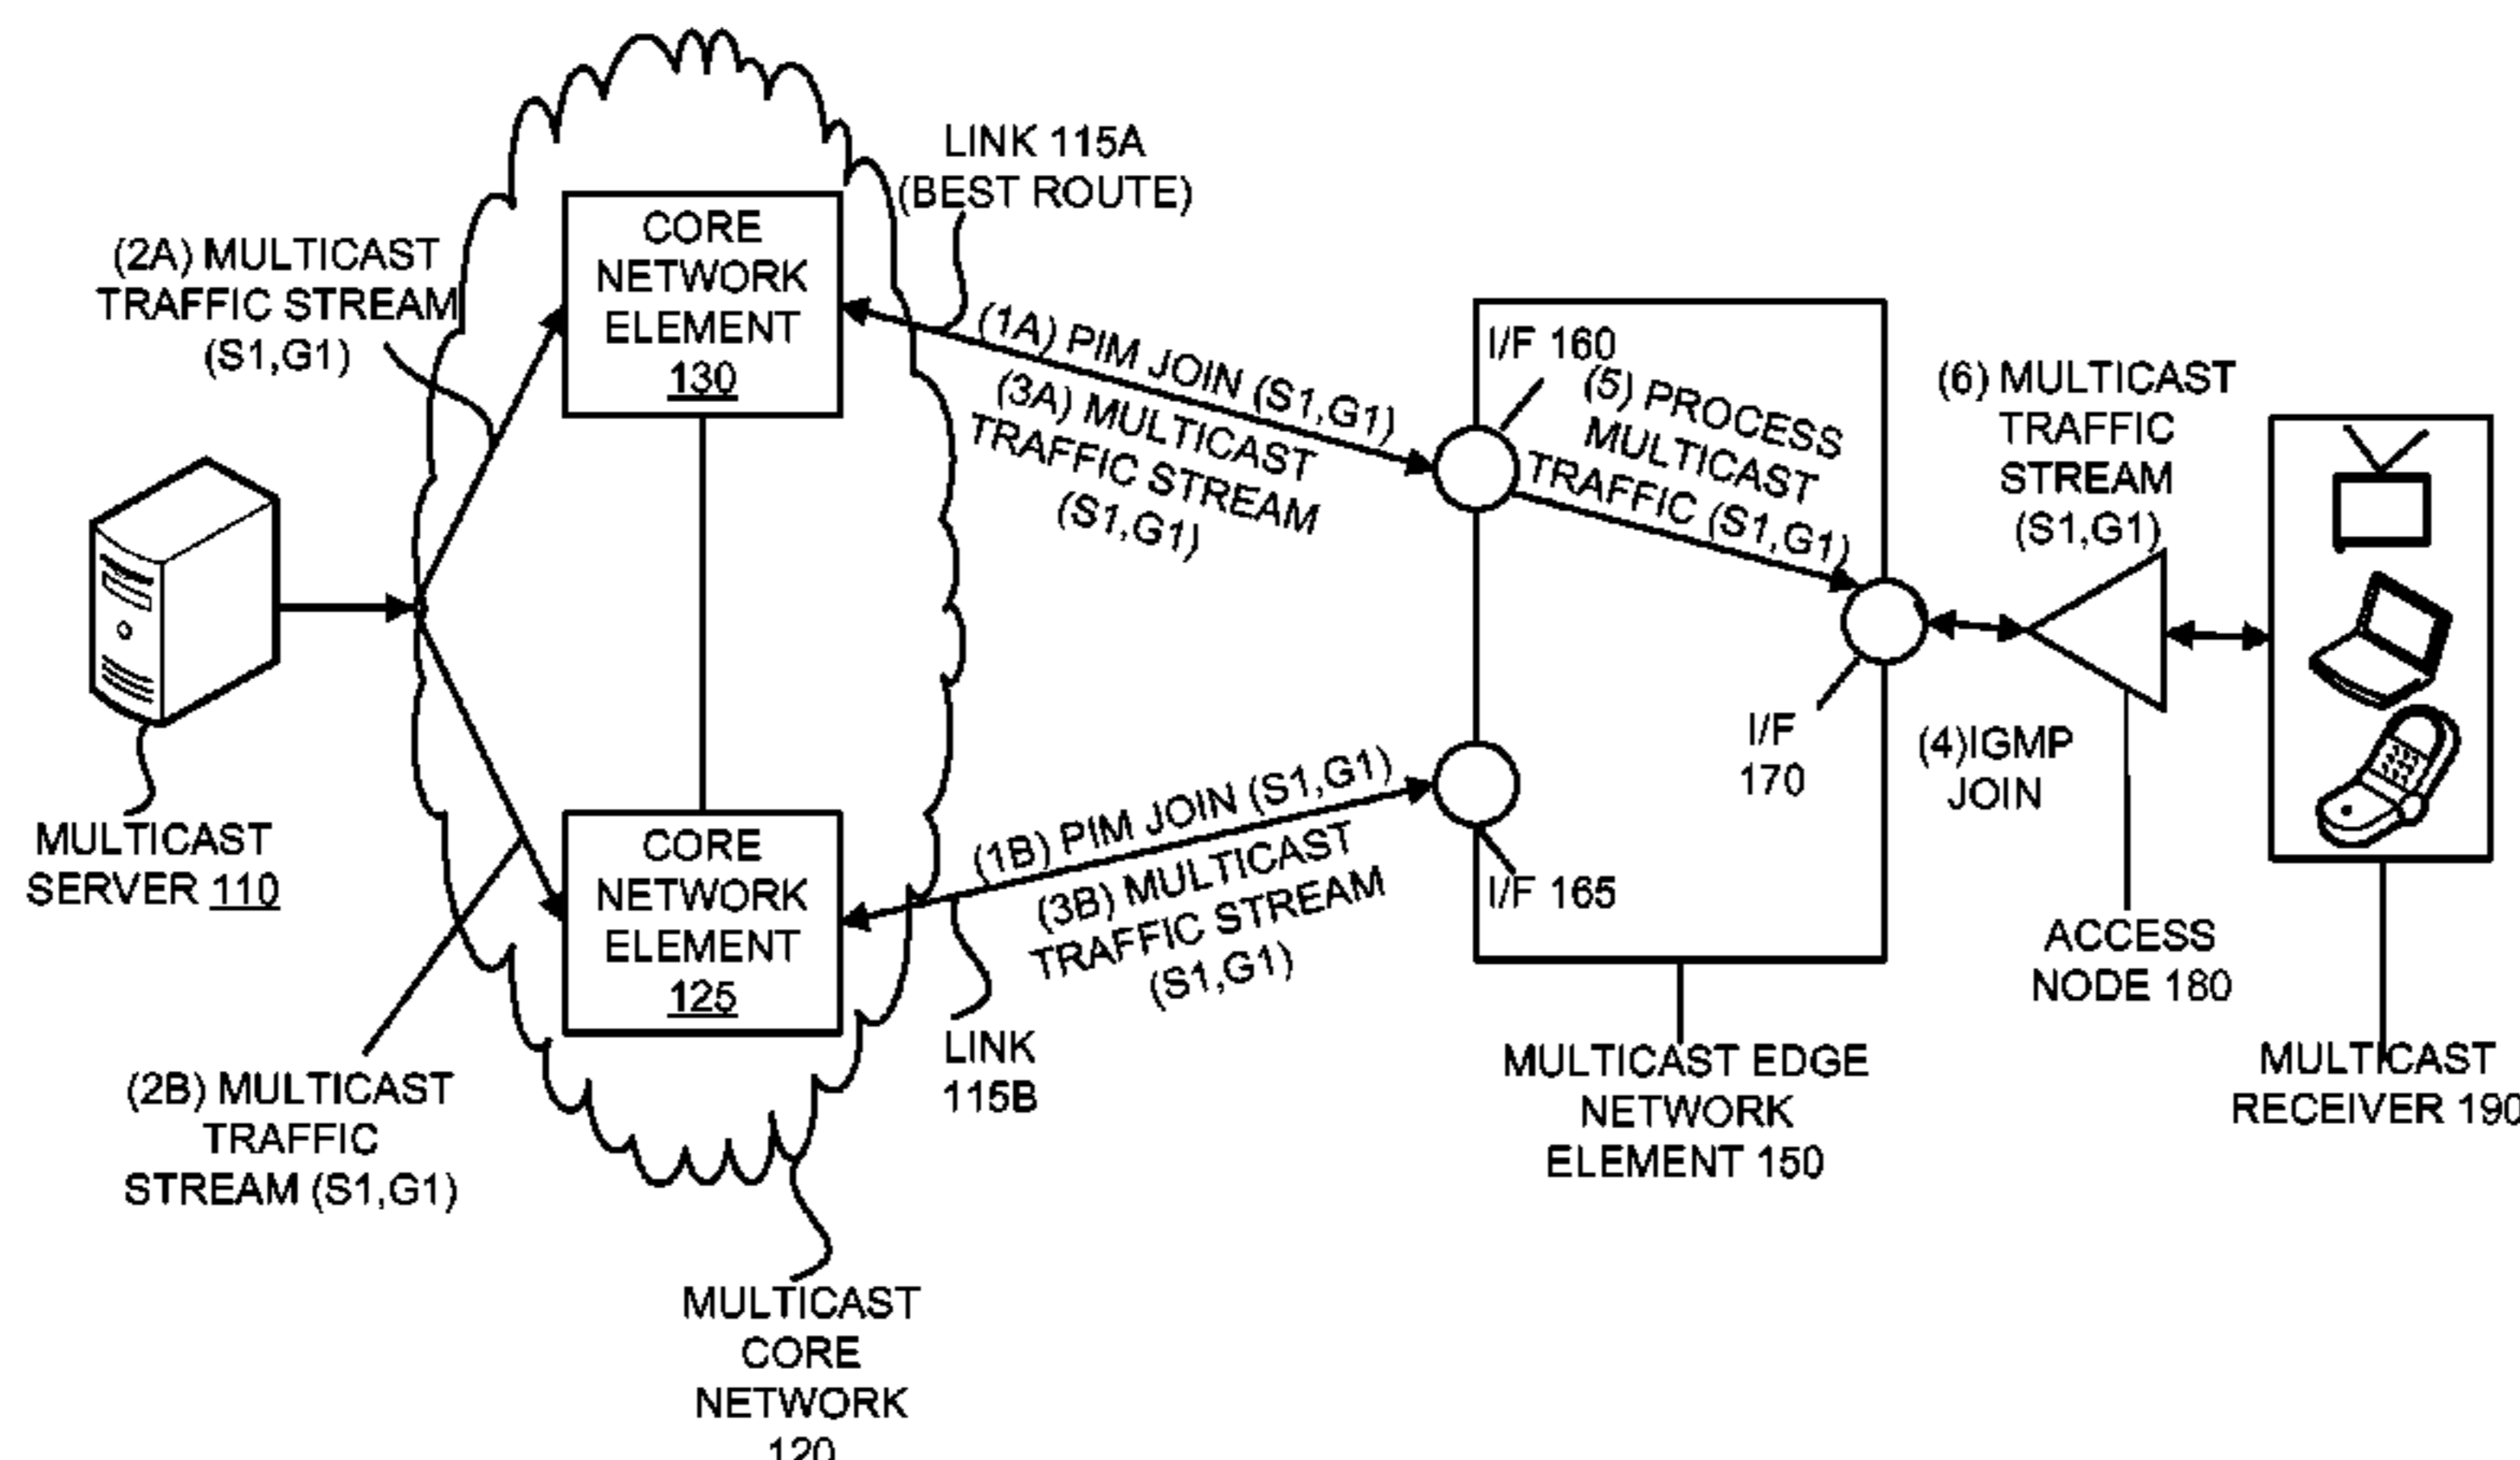 LINK 115A
(BEST ROUTE)
(2A) MULTICAST
TRAFFIC STREAM
(S1,G1)
CORE
NETWORK
ELEMENT
130
(1A) PIM JOIN (S1,G1)
(3A) MULTICAST
TRAFFIC STREAM
(S1,G1)
I/F 160
(5) PROCESS
MULTICAST
TRAFFIC (S1,G1)
(6) MULTICAST
TRAFFIC
STREAM
(S1,G1)
MULTICAST
SERVER 110
CORE
NETWORK
ELEMENT
125
(1B) PIM JOIN (S1,G1)
(3B) MULTICAST
TRAFFIC STREAM
(S1,G1)
I/F 165
I/F
170
(4)IGMP
JOIN
ACCESS
NODE 180
(2B) MULTICAST
TRAFFIC
STREAM (S1,G1)
LINK
115B
MULTICAST EDGE
NETWORK
ELEMENT 150
MULTICAST
RECEIVER 190
MULTICAST
CORE
NETWORK
120